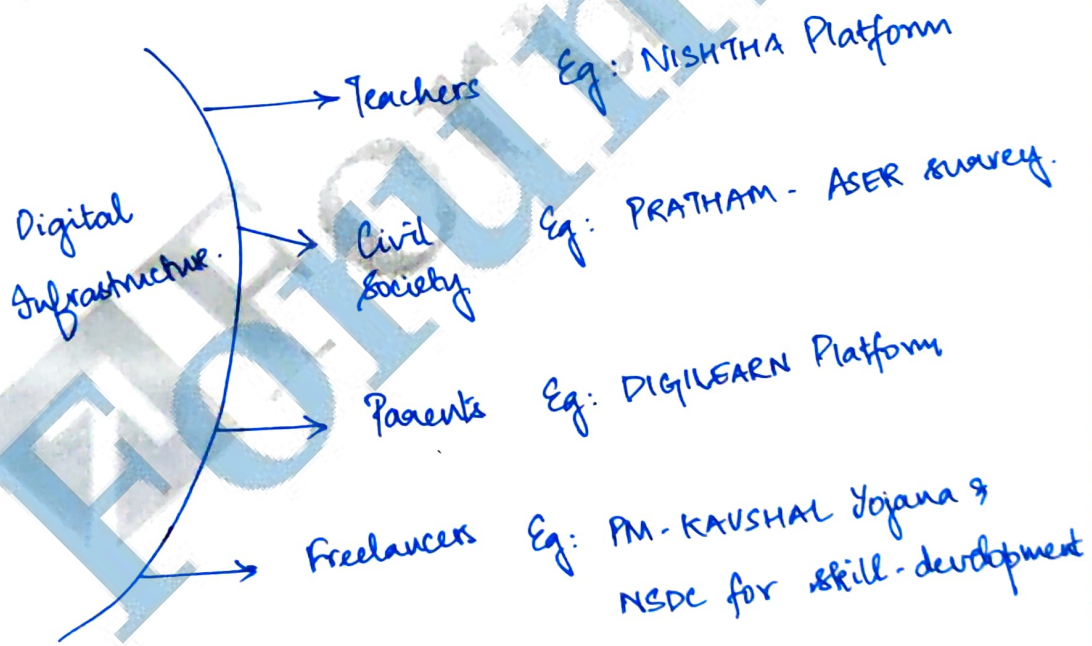 Teachers Eg: NISHTHA Platform
Digital
Infrastructure.
Civil Eg: PRATHAM - ASER survey.
Society
Parents Eg: DIGILEARN Platform
Freelancers Eg: PM-KAUSHAL Yojana &
NSDC for skill-development
Forum